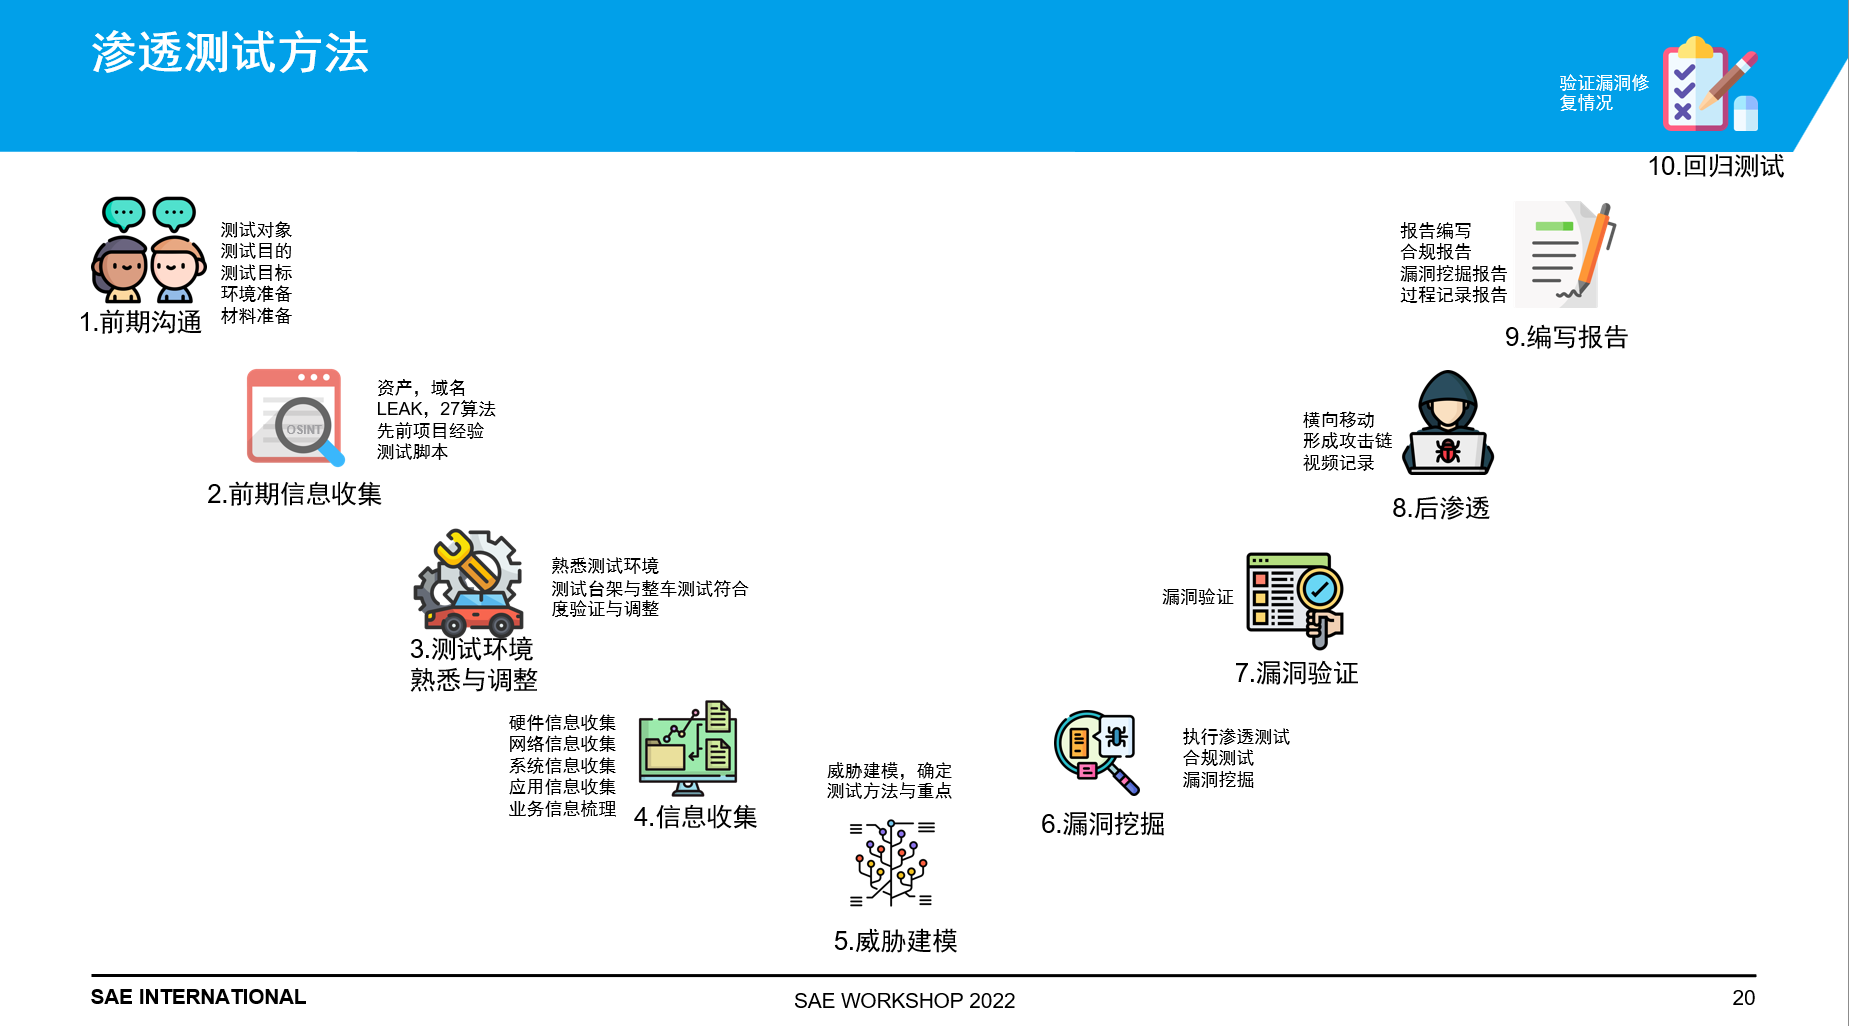 渗透测试方法
验证漏洞修
复情况
10.回归测试
测试对象
测试目的
测试目标
环境准备
材料准备
1.前期沟通
资产，域名
LEAK，27算法
先前项目经验
测试脚本
OSINT
2.前期信息收集
熟悉测试环境
测试台架与整车测试符合
度验证与调整
3.测试环境
熟悉与调整
硬件信息收集
网络信息收集
系统信息收集
应用信息收集
业务信息梳理
4.信息收集
威胁建模，确定
测试方法与重点
5.威胁建模
执行渗透测试
合规测试
漏洞挖掘
6.漏洞挖掘
漏洞验证
7.漏洞验证
横向移动
形成攻击链
视频记录
8.后渗透
报告编写
合规报告
漏洞挖掘报告
过程记录报告
9.编写报告
SAE INTERNATIONAL
SAE WORKSHOP 2022
20